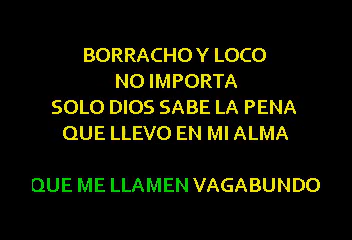 BORRACHO Y LOCO
NO IMPORTA
SOLO DIOS SABE LA PENA
QUE LLEVO EN MI ALMA
QUE ME LLAMEN VAGABUNDO